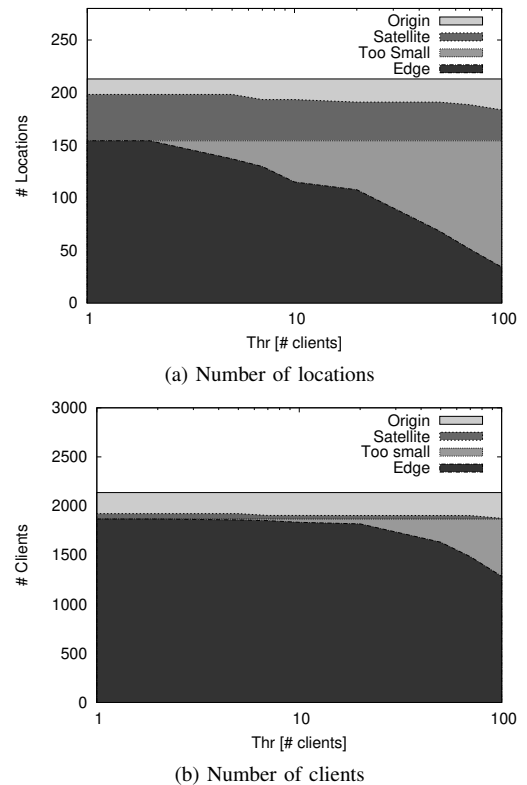 Origin
Satellite
Too Small
Edge
250
200
150
100
50
0
# Locations
1 10 100
Thr [# clients]
(a) Number of locations
3000
Origin
Satellite
Too small
Edge
2500
2000
1500
1000
500
0
# Clients
1 10 100
Thr [# clients]
(b) Number of clients